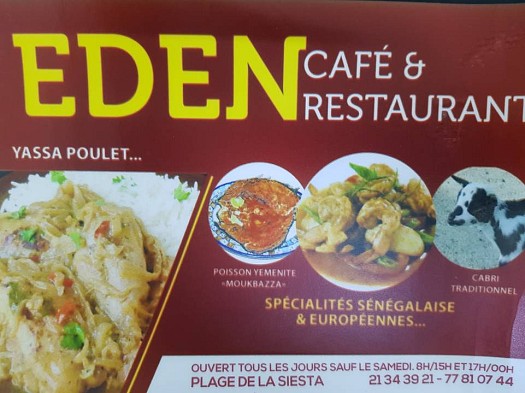 EDEN CAFÉ &
RESTAURANT
YASSA POULET...
POISSON YEMENITE
«MOUKBAZZA»
CABRI
TRADITIONNEL
SPÉCIALITÉS SÉNÉGALAISE
& EUROPÉENNES...
OUVERT TOUS LES JOURS SAUF LE SAMEDI. 8H/15H ET 17H/00H
PLAGE DE LA SIESTA 21 34 39 21 - 77 81 07 44